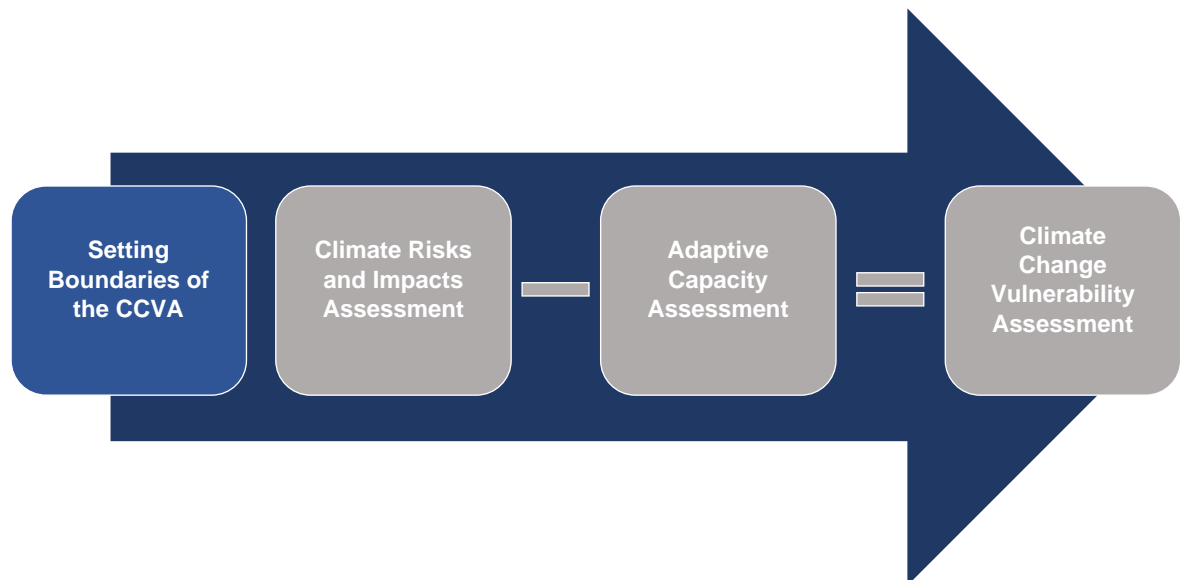 Setting
Boundaries of
the CCVA
Climate Risks
and Impacts
Assessment
Adaptive
Capacity
Assessment
Climate
Change
Vulnerability
Assessment